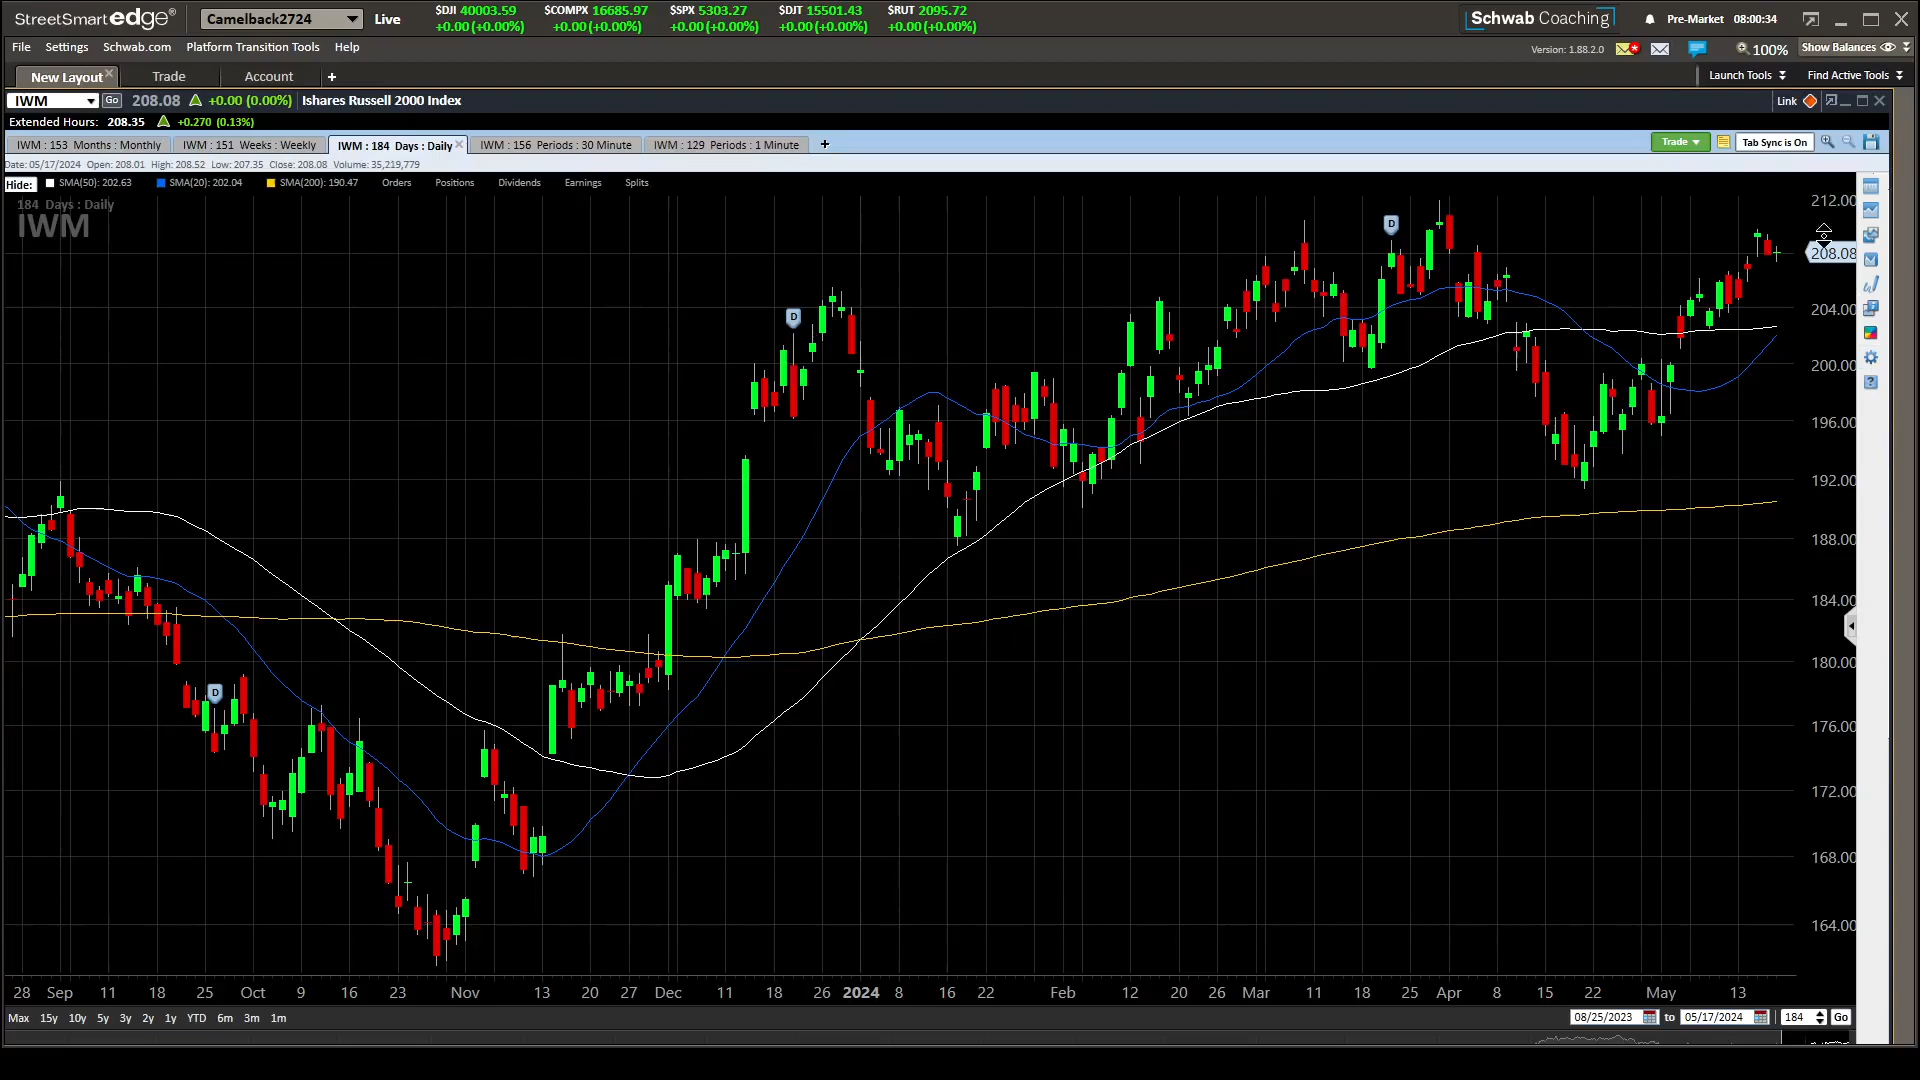 StreetSmart edge® Camelback2724 Live $DJI 40003.59 $COMPX 16685.97 $SPX 5303.27 $DJT 15501.43 $RUT 2095.72 Schwab Coaching Pre-Market 08:00:34
+0.00 (+0.00%) +0.00 (+0.00%) +0.00 (+0.00%) +0.00 (+0.00%) +0.00 (+0.00%)
File Settings Schwab.com Platform Transition Tools Help Version: 1.88.2.0 100% Show Balances
New Layout Trade Account + Launch Tools Find Active Tools
IWM Go 208.08 +0.00 (0.00%) Ishares Russell 2000 Index Link
Extended Hours: 208.35 +0.270 (0.13%)
IWM : 153 Months : Monthly IWM : 151 Weeks : Weekly IWM : 184 Days : Daily IWM : 156 Periods : 30 Minute IWM : 129 Periods : 1 Minute + Trade Tab Sync is On
Date: 05/17/2024 Open: 208.01 High: 208.52 Low: 207.35 Close: 208.08 Volume: 35,219,779
Hide: SMA(50): 202.63 SMA(20): 202.04 SMA(200): 190.47 Orders Positions Dividends Earnings Splits
184 Days : Daily
IWM
212.00
D
208.08
204.00
D
200.00
196.00
192.00
188.00
184.00
180.00
D
176.00
172.00
168.00
164.00
28 Sep 11 18 25 Oct 9 16 23 Nov 13 20 27 Dec 11 18 26 2024 8 16 22 Feb 12 20 26 Mar 11 18 25 Apr 8 15 22 May 13
Max 15y 10y 5y 3y 2y 1y YTD 6m 3m 1m 08/25/2023 to 05/17/2024 184 Go